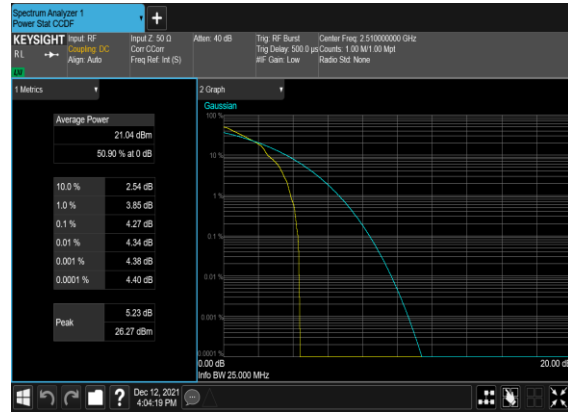 Spectrum Analyzer 1
Power Stat CCDF
KEYSIGHT
RL
LW
Input: RF
Coupling: DC
Align: Auto
Input Z: 50 Ω
Corr CCorr
Freq Ref: Int (S)
Atten: 40 dB
Trig: RF Burst
Trig Delay: 500.0 µs
#IF Gain: Low
Center Freq: 2.510000000 GHz
Counts: 1.00 M/1.00 Mpt
Radio Std: None
1 Metrics
Average Power
21.04 dBm
50.90 % at 0 dB
10.0 % 2.54 dB
1.0 % 3.85 dB
0.1 % 4.27 dB
0.01 % 4.34 dB
0.001 % 4.38 dB
0.0001 % 4.40 dB
Peak
5.23 dB
26.27 dBm
2 Graph
Gaussian
100 %
10 %
1 %
0.1 %
0.01 %
0.001 %
0.0001 %
0.00 dB
20.00 dB
Info BW 25.000 MHz
?
Dec 12, 2021
4:04:19 PM